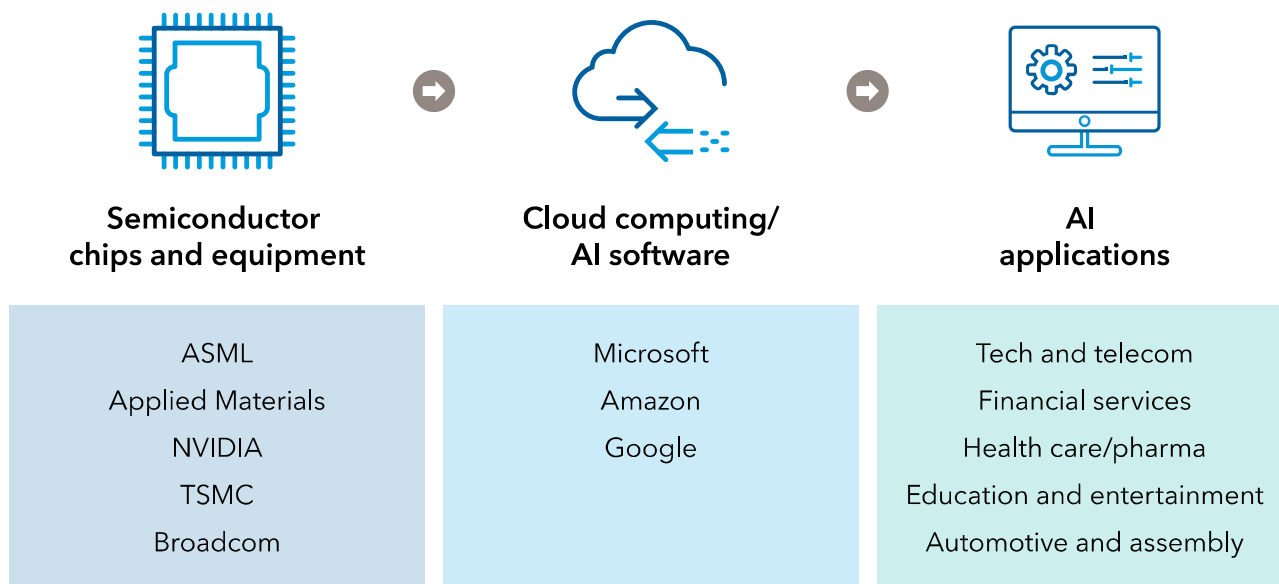 Semiconductor
chips and equipment
ASML
Applied Materials
NVIDIA
TSMC
Broadcom
Cloud computing/
AI software
Microsoft
Amazon
Google
AI
applications
Tech and telecom
Financial services
Health care/pharma
Education and entertainment
Automotive and assembly